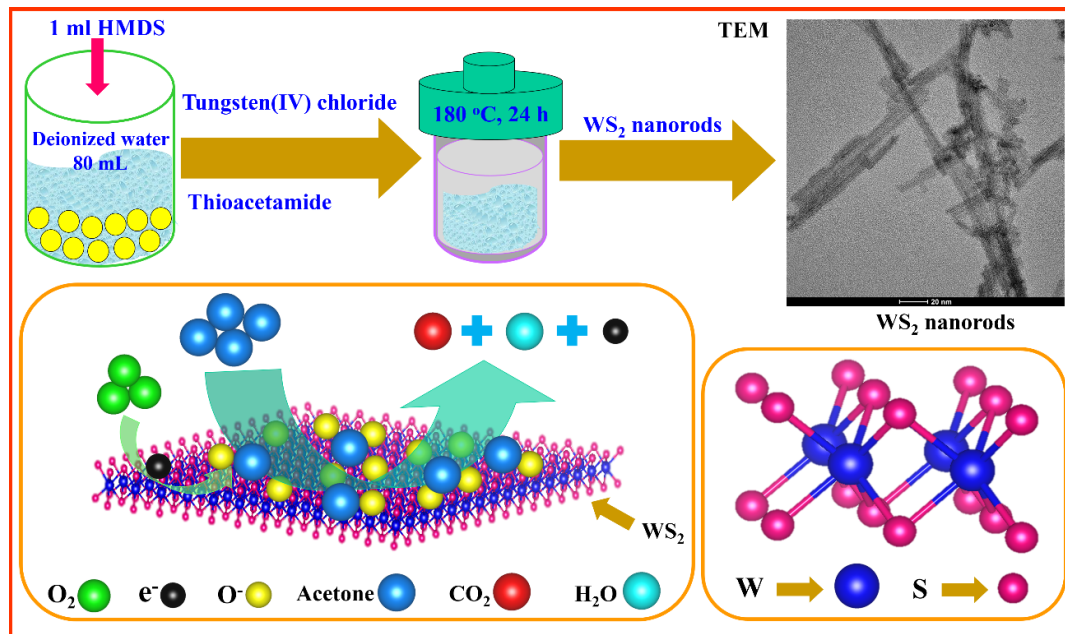 1 ml HMDS
Deionized water
80 mL
Tungsten(IV) chloride
Thioacetamide
180 °C, 24 h
WS₂ nanorods
TEM
20 nm
WS₂ nanorods
WS₂
O₂
e⁻
O⁻
Acetone
CO₂
H₂O
W
S